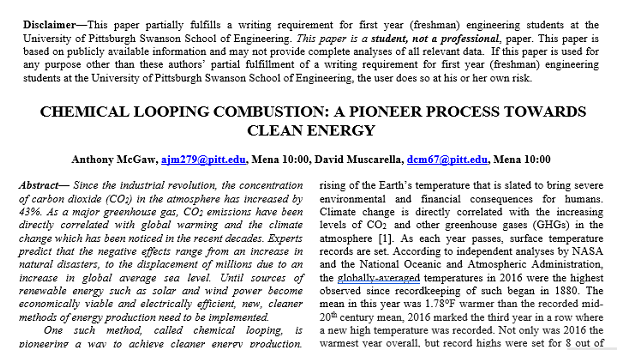 Disclaimer—This paper partially fulfills a writing requirement for first year (freshman) engineering students at the
University of Pittsburgh Swanson School of Engineering. This paper is a student, not a professional, paper. This paper is
based on publicly available information and may not provide complete analyses of all relevant data. If this paper is used for
any purpose other than these authors' partial fulfillment of a writing requirement for first year (freshman) engineering
students at the University of Pittsburgh Swanson School of Engineering, the user does so at his or her own risk.
CHEMICAL LOOPING COMBUSTION: A PIONEER PROCESS TOWARDS
CLEAN ENERGY
Anthony McGaw, ajm279@pitt.edu, Mena 10:00, David Muscarella, dcm67@pitt.edu, Mena 10:00
Abstract— Since the industrial revolution, the concentration
of carbon dioxide (CO2) in the atmosphere has increased by
43%. As a major greenhouse gas, CO2 emissions have been
directly correlated with global warming and the climate
change which has been noticed in the recent decades. Experts
predict that the negative effects range from an increase in
natural disasters, to the displacement of millions due to an
increase in global average sea level. Until sources of
renewable energy such as solar and wind power become
economically viable and electrically efficient, new, cleaner
methods of energy production need to be implemented.
One such method, called chemical looping, is
pioneering a way to achieve cleaner energy production.
rising of the Earth's temperature that is slated to bring severe
environmental and financial consequences for humans.
Climate change is directly correlated with the increasing
levels of CO2 and other greenhouse gases (GHGs) in the
atmosphere [1]. As each year passes, surface temperature
records are set. According to independent analyses by NASA
and the National Oceanic and Atmospheric Administration,
the globally-averaged temperatures in 2016 were the highest
observed since recordkeeping of such began in 1880. The
mean in this year was 1.78°F warmer than the recorded mid-
20th century mean, 2016 marked the third year in a row where
a new high temperature was recorded. Not only was 2016 the
warmest year overall, but record highs were set for 8 out of